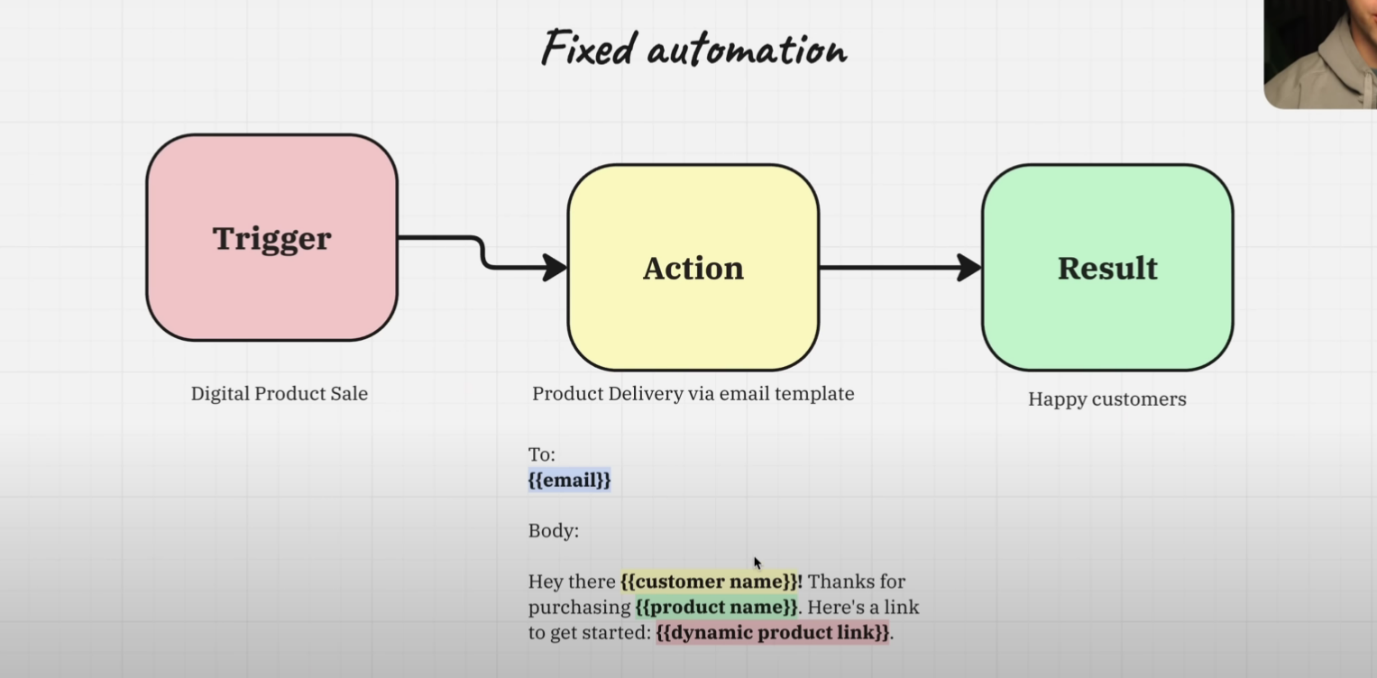 Fixed automation
Trigger
Action
Result
Digital Product Sale
Product Delivery via email template
Happy customers
To:
{{email}}
Body:
Hey there {{customer name}}! Thanks for
purchasing {{product name}}. Here's a link
to get started: {{dynamic product link}}.